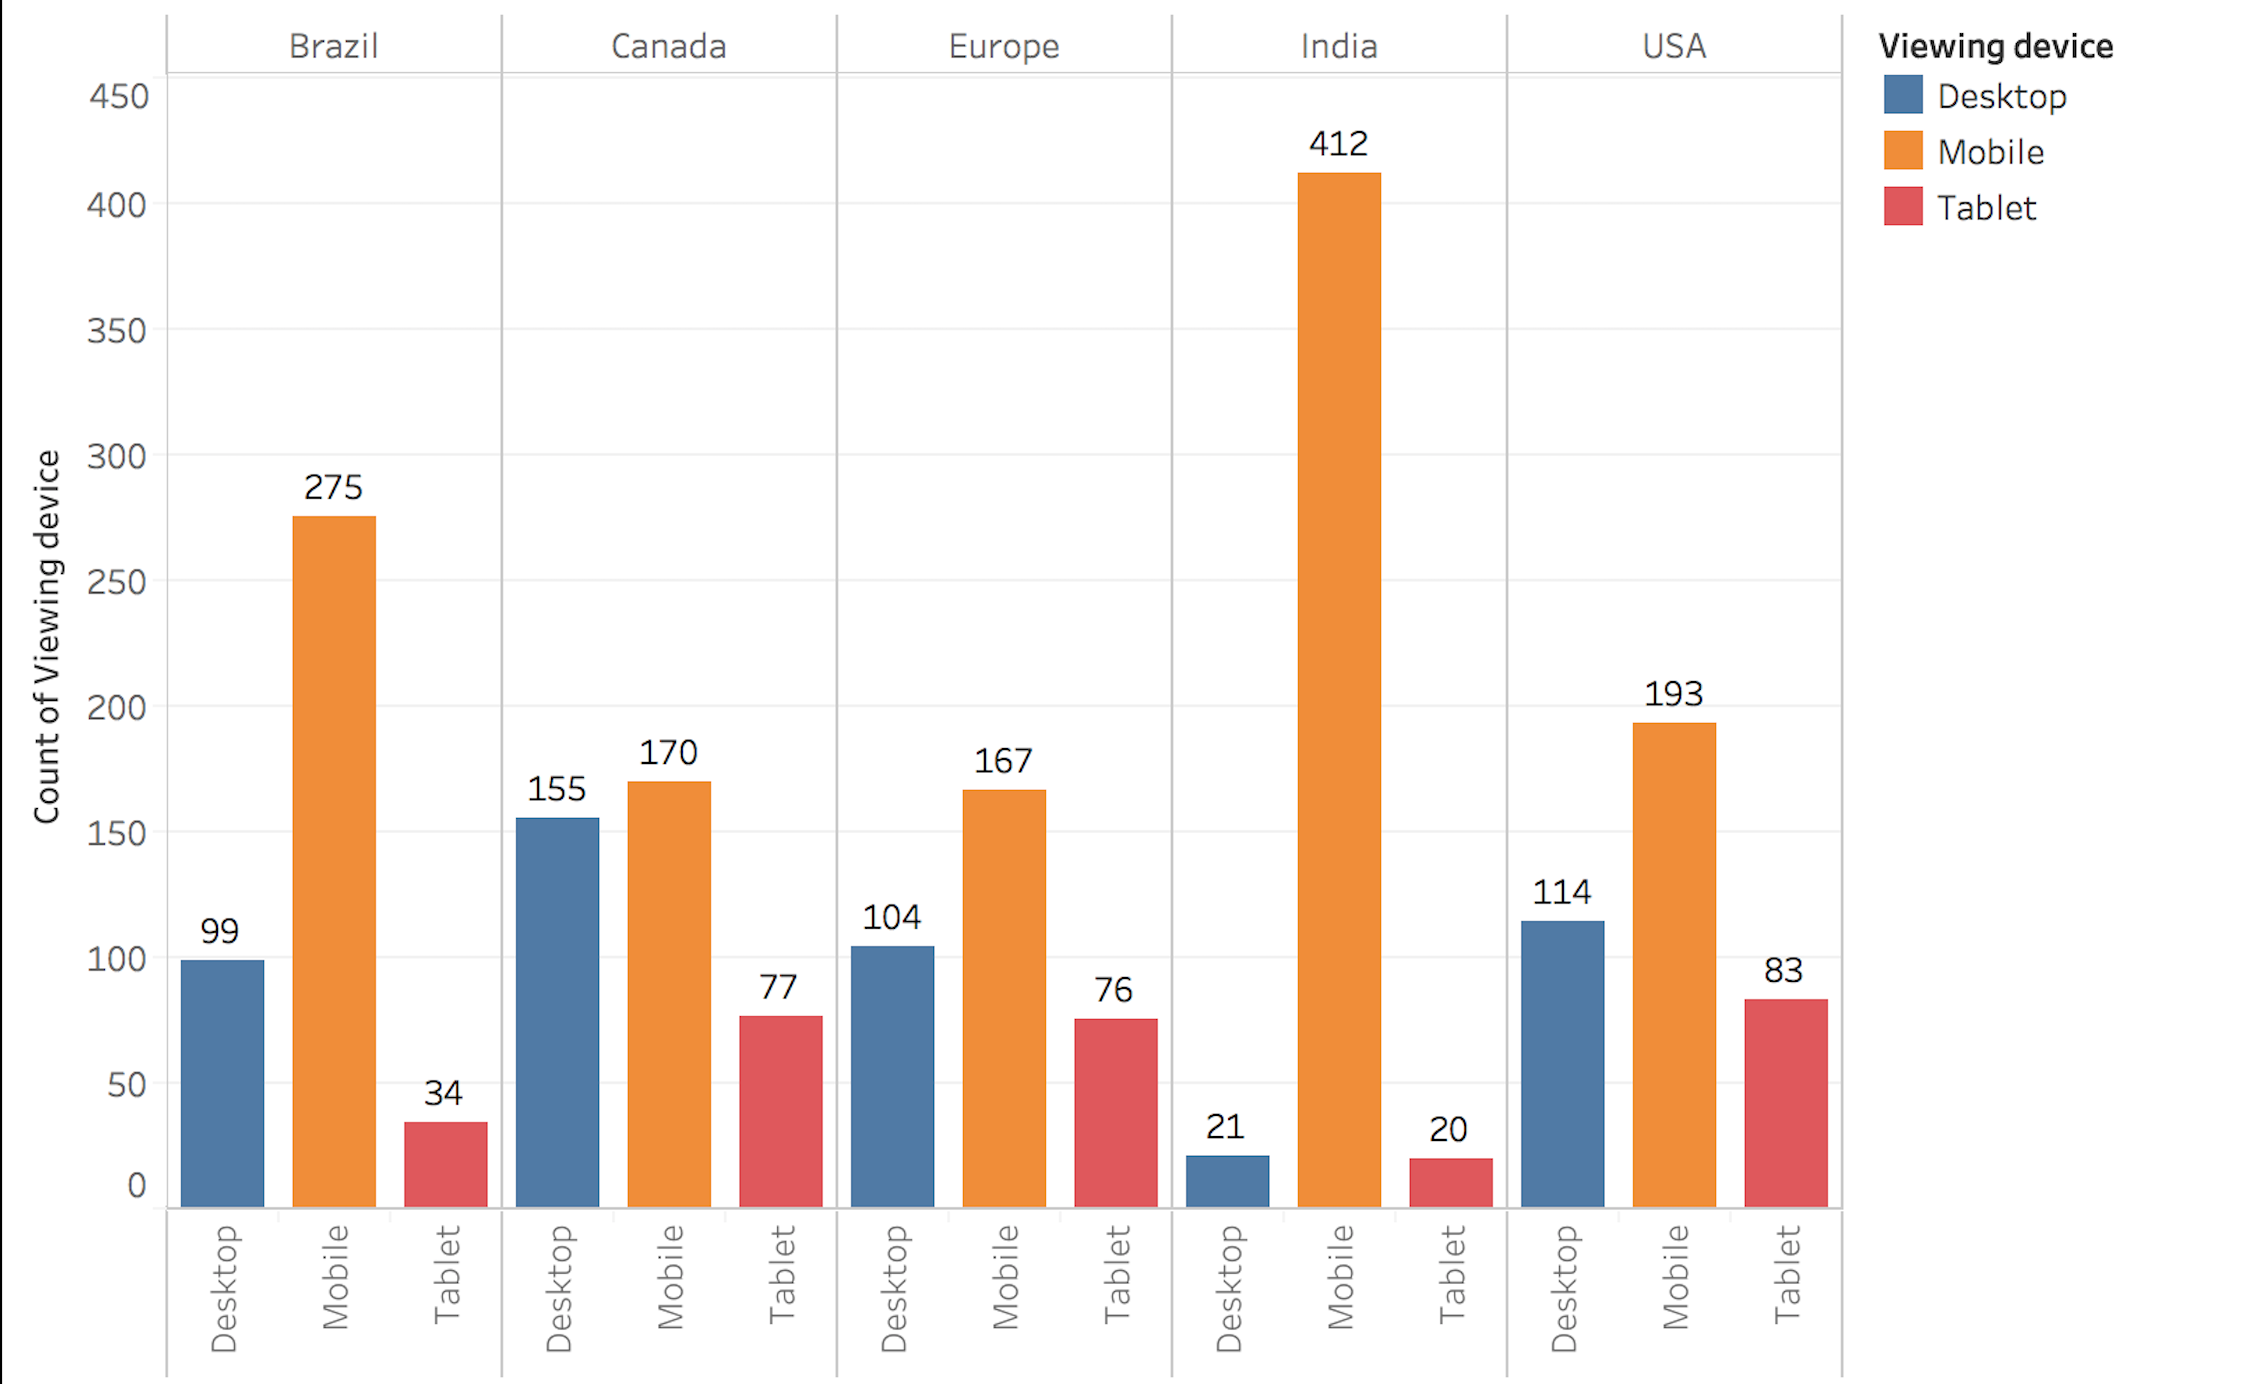 Brazil Canada Europe India USA
Viewing device
Desktop
Mobile
Tablet
Count of Viewing device
450
400
350
300
250
200
150
100
50
0
99 275 34 155 170 77 104 167 76 21 412 20 114 193 83
Desktop Mobile Tablet Desktop Mobile Tablet Desktop Mobile Tablet Desktop Mobile Tablet Desktop Mobile Tablet